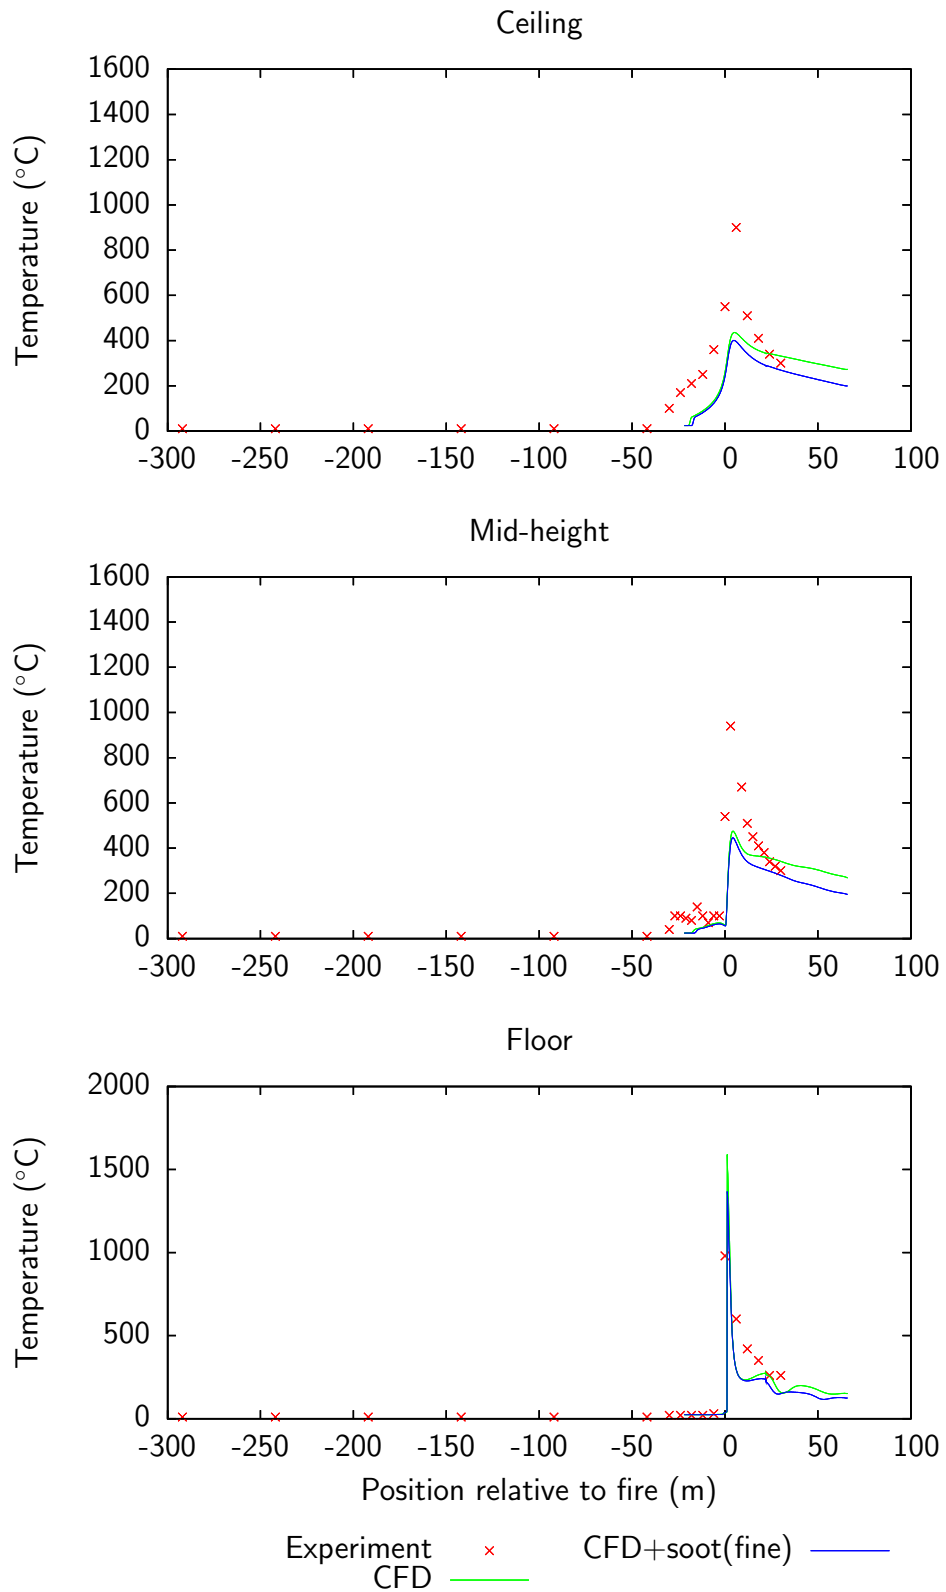 Ceiling
Temperature (°C)
1600
1400
1200
1000
800
600
400
200
0
-300 -250 -200 -150 -100 -50 0 50 100
Mid-height
Temperature (°C)
1600
1400
1200
1000
800
600
400
200
0
-300 -250 -200 -150 -100 -50 0 50 100
Floor
Temperature (°C)
2000
1500
1000
500
0
-300 -250 -200 -150 -100 -50 0 50 100
Position relative to fire (m)
Experiment CFD+soot(fine)
CFD